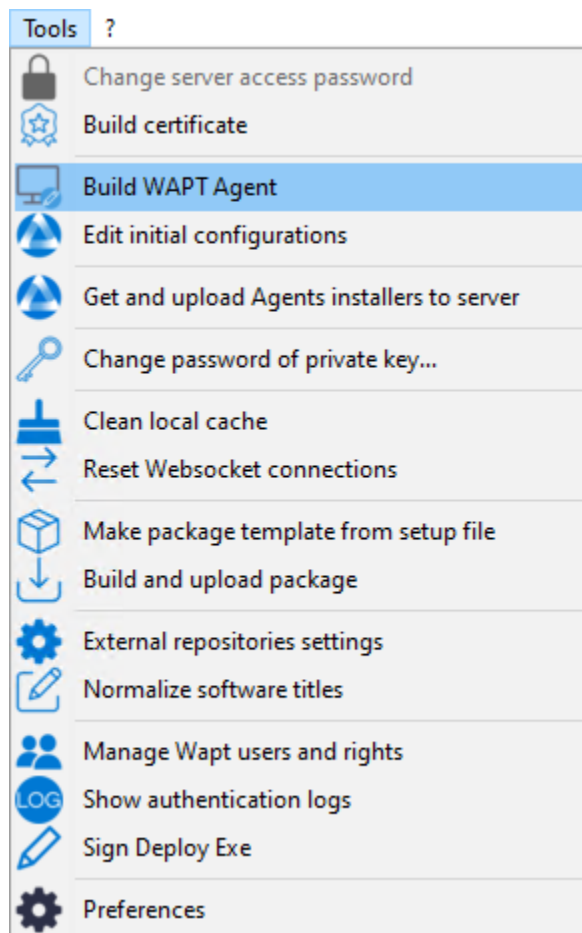 Tools ?
Change server access password
Build certificate
Build WAPT Agent
Edit initial configurations
Get and upload Agents installers to server
Change password of private key...
Clean local cache
Reset Websocket connections
Make package template from setup file
Build and upload package
External repositories settings
Normalize software titles
Manage Wapt users and rights
LOG Show authentication logs
Sign Deploy Exe
Preferences